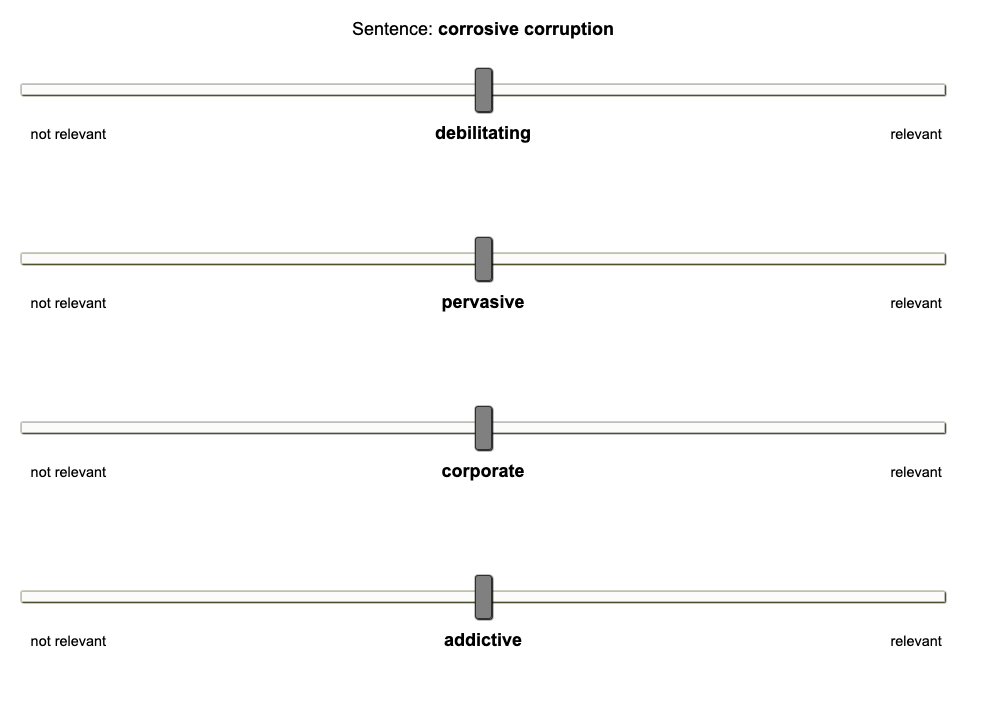 Sentence: corrosive corruption
not relevant debilitating relevant
not relevant pervasive relevant
not relevant corporate relevant
not relevant addictive relevant